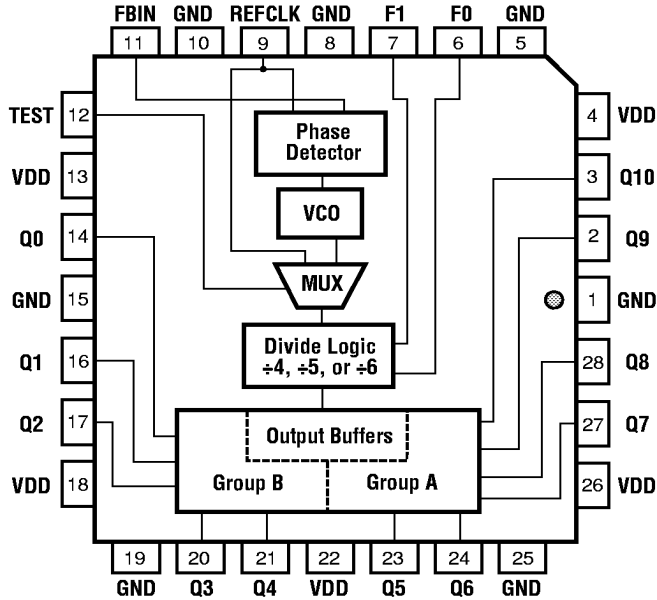 FBIN GND REFCLK GND F1 F0 GND
11 10 9 8 7 6 5
TEST 12
VDD 13
Q0 14
GND 15
Q1 16
Q2 17
VDD 18
4 VDD
3 Q10
2 Q9
1 GND
28 Q8
27 Q7
26 VDD
Phase
Detector
VCO
MUX
Divide Logic
÷4, ÷5, or ÷6
Output Buffers
Group B Group A
19 20 21 22 23 24 25
GND Q3 Q4 VDD Q5 Q6 GND